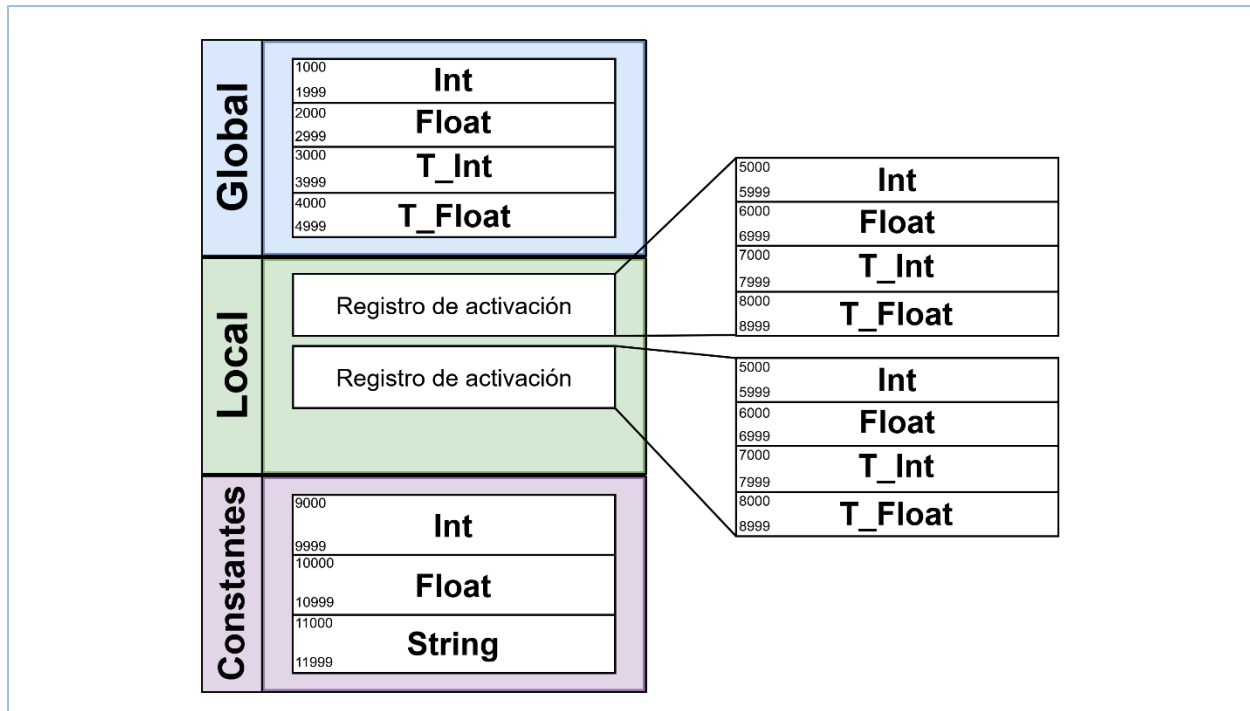 Global
1000
Int
1999
2000
Float
2999
3000
T_Int
3999
4000
T_Float
4999
Local
Registro de activación
Registro de activación
5000
Int
5999
6000
Float
6999
7000
T_Int
7999
8000
T_Float
8999
5000
Int
5999
6000
Float
6999
7000
T_Int
7999
8000
T_Float
8999
Constantes
9000
Int
9999
10000
Float
10999
11000
String
11999